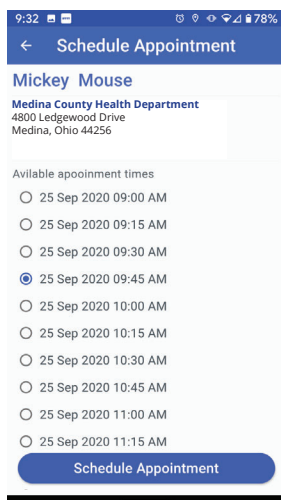 9:32 78%
← Schedule Appointment
Mickey Mouse
Medina County Health Department
4800 Ledgewood Drive
Medina, Ohio 44256
Avilable apooinment times
25 Sep 2020 09:00 AM
25 Sep 2020 09:15 AM
25 Sep 2020 09:30 AM
25 Sep 2020 09:45 AM
25 Sep 2020 10:00 AM
25 Sep 2020 10:15 AM
25 Sep 2020 10:30 AM
25 Sep 2020 10:45 AM
25 Sep 2020 11:00 AM
25 Sep 2020 11:15 AM
Schedule Appointment